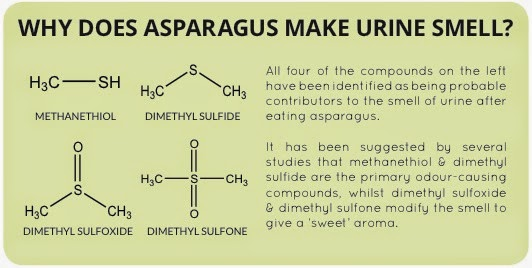 WHY DOES ASPARAGUS MAKE URINE SMELL?
H₃C
SH
METHANETHIOL
S
H₃C
CH₃
DIMETHYL SULFIDE
O
S
H₃C
CH₃
DIMETHYL SULFOXIDE
O
H₃C
S
CH₃
O
DIMETHYL SULFONE
All four of the compounds on the left
have been identified as being probable
contributors to the smell of urine after
eating asparagus.
It has been suggested by several
studies that methanethiol & dimethyl
sulfide are the primary odour-causing
compounds, whilst dimethyl sulfoxide
& dimethyl sulfone modify the smell to
give a 'sweet' aroma.